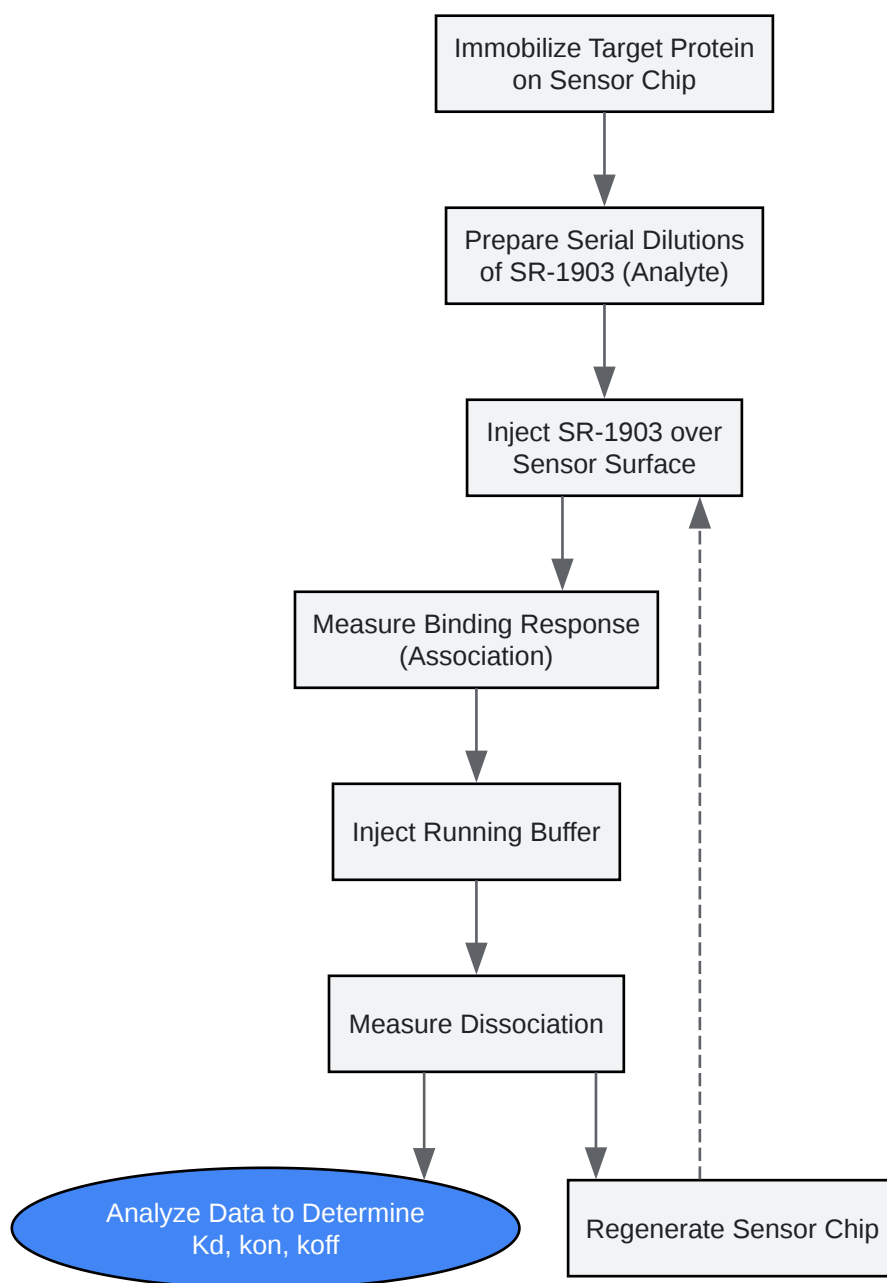 Immobilize Target Protein
on Sensor Chip
Prepare Serial Dilutions
of SR-1903 (Analyte)
Inject SR-1903 over
Sensor Surface
Measure Binding Response
(Association)
Inject Running Buffer
Measure Dissociation
Analyze Data to Determine
Kd, kon, koff
Regenerate Sensor Chip